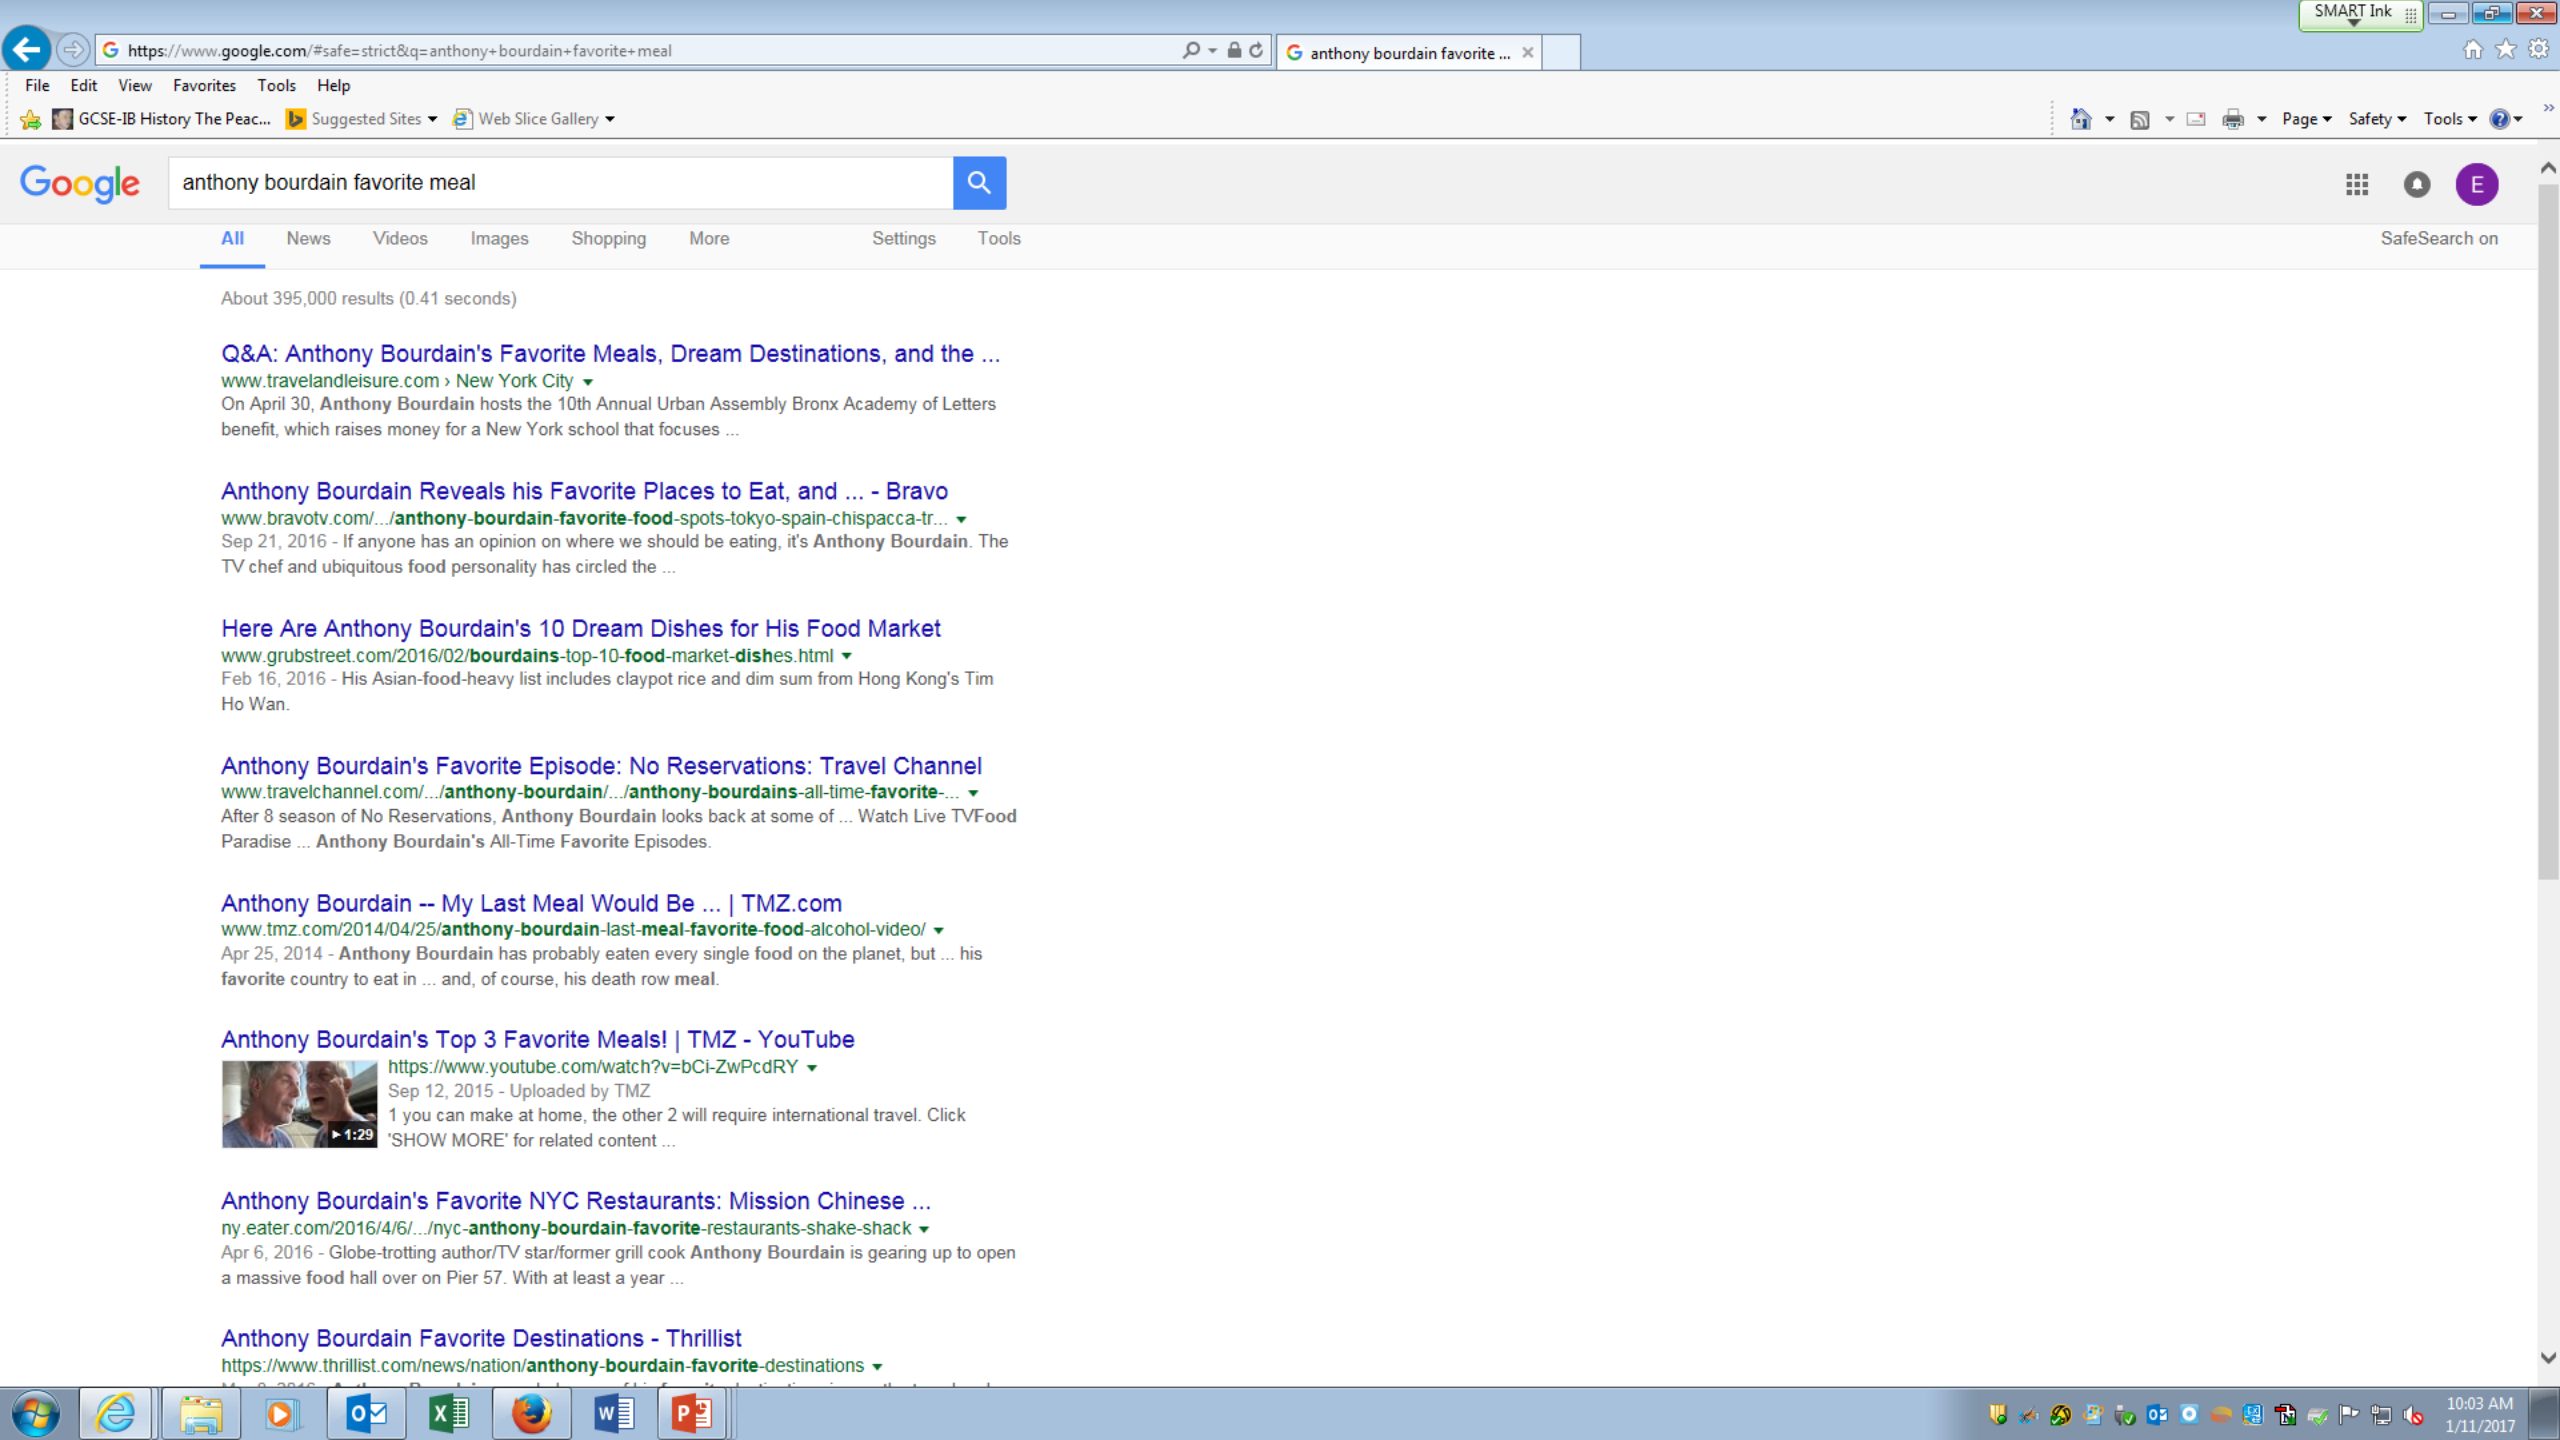 SMART Ink
https://www.google.com/#safe=strict&q=anthony+bourdain+favorite+meal
anthony bourdain favorite ...
File Edit View Favorites Tools Help
GCSE-IB History The Peac... Suggested Sites Web Slice Gallery
Page Safety Tools
Google
anthony bourdain favorite meal
E
All News Videos Images Shopping More Settings Tools
SafeSearch on
About 395,000 results (0.41 seconds)
Q&A: Anthony Bourdain's Favorite Meals, Dream Destinations, and the ...
www.travelandleisure.com › New York City
On April 30, Anthony Bourdain hosts the 10th Annual Urban Assembly Bronx Academy of Letters
benefit, which raises money for a New York school that focuses ...
Anthony Bourdain Reveals his Favorite Places to Eat, and ... - Bravo
www.bravotv.com/.../anthony-bourdain-favorite-food-spots-tokyo-spain-chispacca-tr...
Sep 21, 2016 - If anyone has an opinion on where we should be eating, it's Anthony Bourdain. The
TV chef and ubiquitous food personality has circled the ...
Here Are Anthony Bourdain's 10 Dream Dishes for His Food Market
www.grubstreet.com/2016/02/bourdains-top-10-food-market-dishes.html
Feb 16, 2016 - His Asian-food-heavy list includes claypot rice and dim sum from Hong Kong's Tim
Ho Wan.
Anthony Bourdain's Favorite Episode: No Reservations: Travel Channel
www.travelchannel.com/.../anthony-bourdain/.../anthony-bourdains-all-time-favorite-...
After 8 season of No Reservations, Anthony Bourdain looks back at some of ... Watch Live TVFood
Paradise ... Anthony Bourdain's All-Time Favorite Episodes.
Anthony Bourdain -- My Last Meal Would Be ... | TMZ.com
www.tmz.com/2014/04/25/anthony-bourdain-last-meal-favorite-food-alcohol-video/
Apr 25, 2014 - Anthony Bourdain has probably eaten every single food on the planet, but ... his
favorite country to eat in ... and, of course, his death row meal.
Anthony Bourdain's Top 3 Favorite Meals! | TMZ - YouTube
https://www.youtube.com/watch?v=bCi-ZwPcdRY
Sep 12, 2015 - Uploaded by TMZ
1 you can make at home, the other 2 will require international travel. Click
1:29
'SHOW MORE' for related content ...
Anthony Bourdain's Favorite NYC Restaurants: Mission Chinese ...
ny.eater.com/2016/4/6/.../nyc-anthony-bourdain-favorite-restaurants-shake-shack
Apr 6, 2016 - Globe-trotting author/TV star/former grill cook Anthony Bourdain is gearing up to open
a massive food hall over on Pier 57. With at least a year ...
Anthony Bourdain Favorite Destinations - Thrillist
https://www.thrillist.com/news/nation/anthony-bourdain-favorite-destinations
10:03 AM
1/11/2017